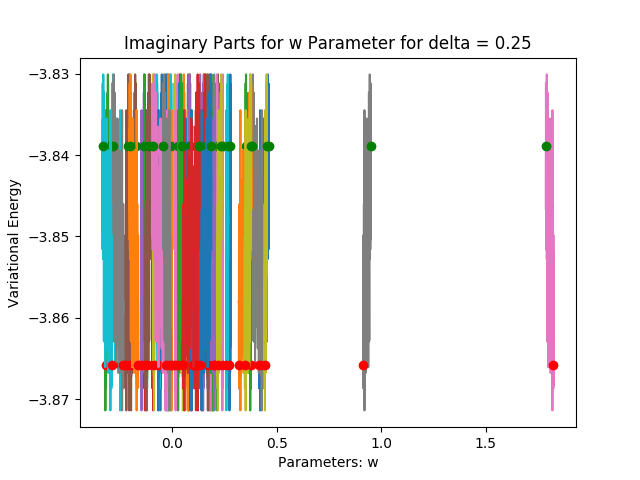 Imaginary Parts for w Parameter for delta = 0.25
Variational Energy
−3.83
−3.84
−3.85
−3.86
−3.87
0.0 0.5 1.0 1.5
Parameters: w